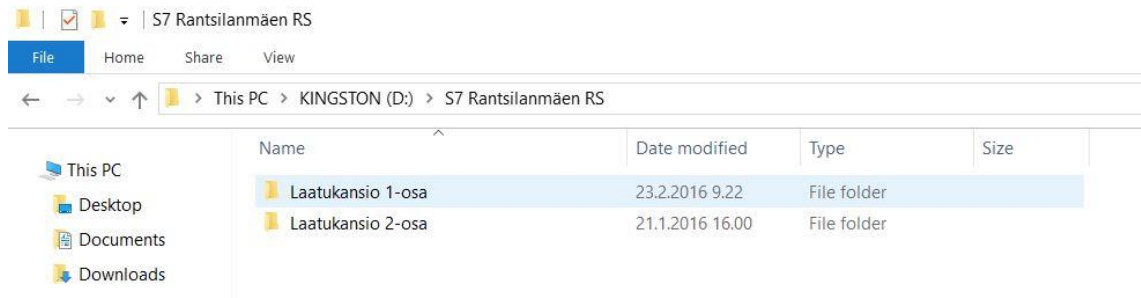 S7 Rantsilanmäen RS
File Home Share View
This PC > KINGSTON (D:) > S7 Rantsilanmäen RS
Name Date modified Type Size
This PC
Laatukansio 1-osa 23.2.2016 9.22 File folder
Desktop
Laatukansio 2-osa 21.1.2016 16.00 File folder
Documents
Downloads